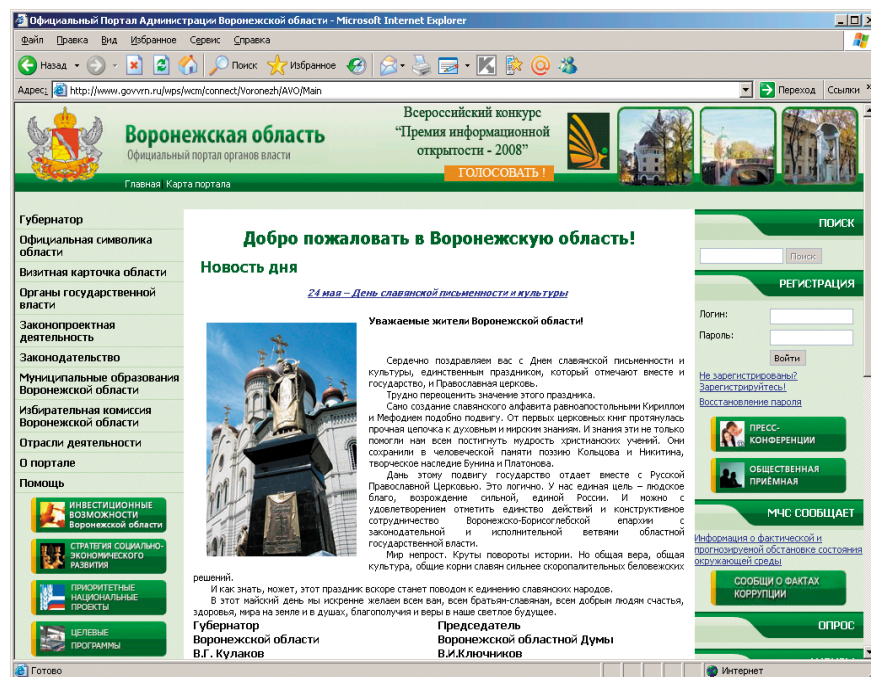 Официальный Портал Администрации Воронежской области - Microsoft Internet Explorer
Файл Правка Вид Избранное Сервис Справка
Назад Поиск Избранное
Адрес: http://www.govvrn.ru/wps/wcm/connect/Voronezh/AVO/Main Переход Ссылки
Воронежская область
Официальный портал органов власти
Всероссийский конкурс
“Премия информационной
открытости - 2008”
ГОЛОСОВАТЬ !
Главная Карта портала
Губернатор
Официальная символика
области
Визитная карточка области
Органы государственной
власти
Законопроектная
деятельность
Законодательство
Муниципальные образования
Воронежской области
Избирательная комиссия
Воронежской области
Отрасли деятельности
О портале
Помощь
ИНВЕСТИЦИОННЫЕ
ВОЗМОЖНОСТИ
Воронежской области
СТРАТЕГИЯ СОЦИАЛЬНО-
ЭКОНОМИЧЕСКОГО
РАЗВИТИЯ
ПРИОРИТЕТНЫЕ
НАЦИОНАЛЬНЫЕ
ПРОЕКТЫ
ЦЕЛЕВЫЕ
ПРОГРАММЫ
Добро пожаловать в Воронежскую область!
Новость дня
24 мая – День славянской письменности и культуры
Уважаемые жители Воронежской области!
Сердечно поздравляем вас с Днем славянской письменности и
культуры, единственным праздником, который отмечают вместе и
государство, и Православная церковь.
Трудно переоценить значение этого праздника.
Само создание славянского алфавита равноапостольными Кириллом
и Мефодием подобно подвигу. От первых церковных книг протянулась
прочная цепочка к духовным и мирским знаниям. И знания эти не только
помогли нам всем постигнуть мудрость христианских учений. Они
сохранили в человеческой памяти поэзию Кольцова и Никитина,
творческое наследие Бунина и Платонова.
Дань этому подвигу государство отдает вместе с Русской
Православной Церковью. Это логично. У нас единая цель – людское
благо, возрождение сильной, единой России. И можно с
удовлетворением отметить единство действий и конструктивное
сотрудничество Воронежско-Борисоглебской епархии с
законодательной и исполнительной ветвями областной
государственной власти.
Мир непрост. Круты повороты истории. Но общая вера, общая
культура, общие корни славян сильнее скоропалительных беловежских
решений.
И как знать, может, этот праздник вскоре станет поводом к единению славянских народов.
В этот майский день мы искренне желаем всем вам, всем братьям-славянам, всем добрым людям счастья,
здоровья, мира на земле и в душах, благополучия и веры в наше светлое будущее.
Губернатор Председатель
Воронежской области Воронежской областной Думы
В.Г. Кулаков В.И.Ключников
ПОИСК
Поиск
РЕГИСТРАЦИЯ
Логин:
Пароль:
Войти
Не зарегистрированы?
Зарегистрируйтесь!
Восстановление пароля
ПРЕСС-
КОНФЕРЕНЦИИ
ОБЩЕСТВЕННАЯ
ПРИЁМНАЯ
МЧС СООБЩАЕТ
Информация о фактической и
прогнозируемой обстановке состояния
окружающей среды
СООБЩИ О ФАКТАХ
КОРРУПЦИИ
ОПРОС
Готово Интернет